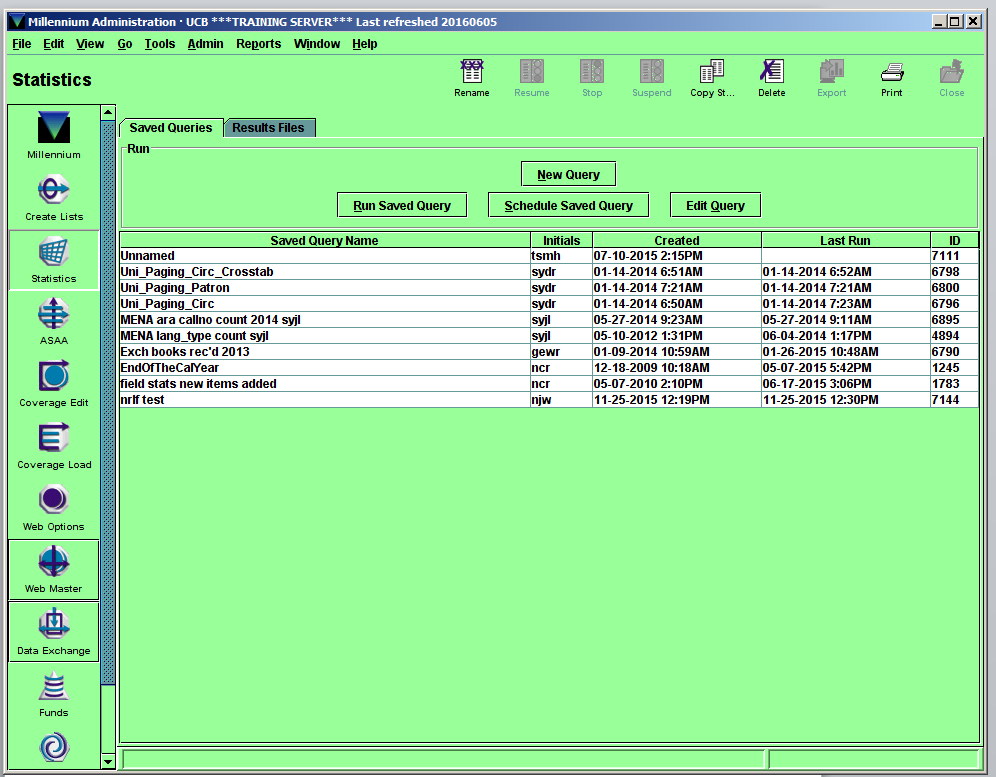 Millennium Administration · UCB ***TRAINING SERVER*** Last refreshed 20160605
File Edit View Go Tools Admin Reports Window Help
Statistics
Rename Resume Stop Suspend Copy St... Delete Export Print Close
Millennium
Create Lists
Statistics
ASAA
Coverage Edit
Coverage Load
Web Options
Web Master
Data Exchange
Funds
Saved Queries Results Files
Run
New Query
Run Saved Query Schedule Saved Query Edit Query
Saved Query Name Initials Created Last Run ID
Unnamed tsmh 07-10-2015 2:15PM 7111
Uni_Paging_Circ_Crosstab sydr 01-14-2014 6:51AM 01-14-2014 6:52AM 6798
Uni_Paging_Patron sydr 01-14-2014 7:21AM 01-14-2014 7:21AM 6800
Uni_Paging_Circ sydr 01-14-2014 6:50AM 01-14-2014 7:23AM 6796
MENA ara callno count 2014 syjl syjl 05-27-2014 9:23AM 05-27-2014 9:11AM 6895
MENA lang_type count syjl syjl 05-10-2012 1:31PM 06-04-2014 1:17PM 4894
Exch books rec'd 2013 gewr 01-09-2014 10:59AM 01-26-2015 10:48AM 6790
EndOfTheCalYear ncr 12-18-2009 10:18AM 05-07-2015 5:42PM 1245
field stats new items added ncr 05-07-2010 2:10PM 06-17-2015 3:06PM 1783
nrlf test njw 11-25-2015 12:19PM 11-25-2015 12:30PM 7144